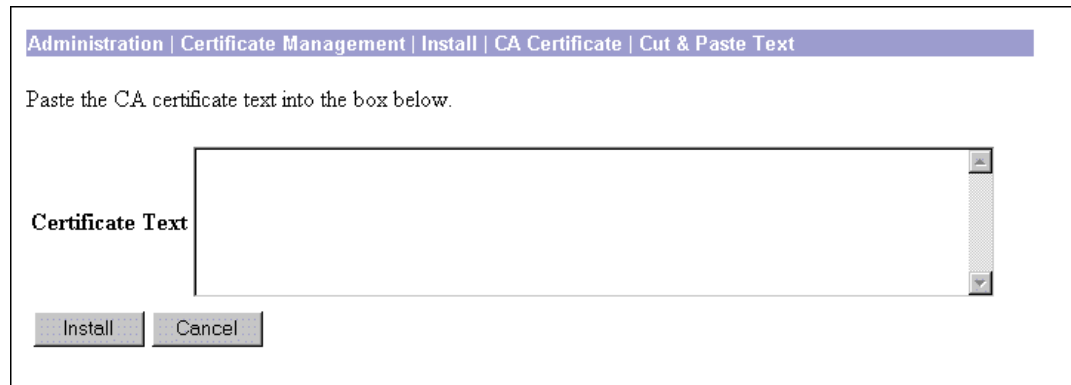 Administration | Certificate Management | Install | CA Certificate | Cut & Paste Text
Paste the CA certificate text into the box below.
Certificate Text
Install Cancel